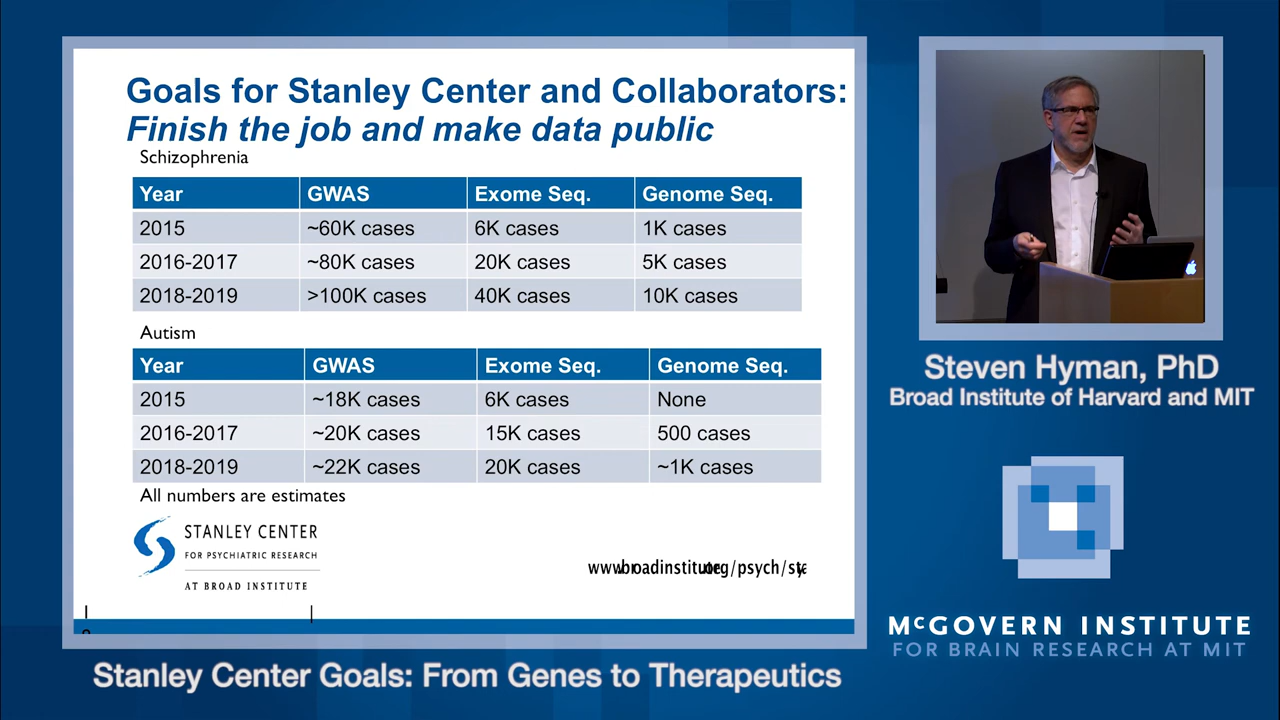 Goals for Stanley Center and Collaborators:
Finish the job and make data public
Schizophrenia
Year GWAS Exome Seq. Genome Seq.
2015 ~60K cases 6K cases 1K cases
2016-2017 ~80K cases 20K cases 5K cases
2018-2019 >100K cases 40K cases 10K cases
Autism
Year GWAS Exome Seq. Genome Seq.
2015 ~18K cases 6K cases None
2016-2017 ~20K cases 15K cases 500 cases
2018-2019 ~22K cases 20K cases ~1K cases
All numbers are estimates
STANLEY CENTER
FOR PSYCHIATRIC RESEARCH
AT BROAD INSTITUTE
Stanley Center Goals: From Genes to Therapeutics
Steven Hyman, PhD
Broad Institute of Harvard and MIT
McGOVERN INSTITUTE
FOR BRAIN RESEARCH AT MIT